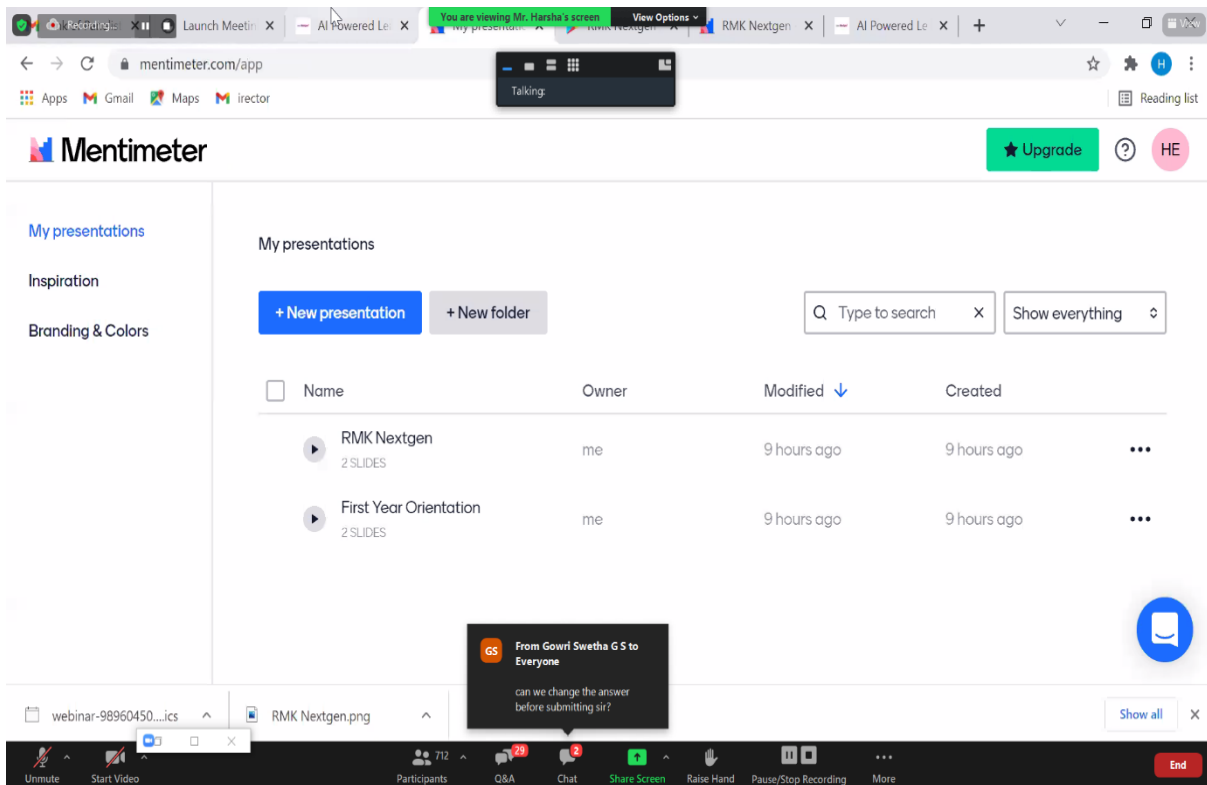 Recording...
Launch Meetin
AI Powered Le
You are viewing Mr. Harsha's screen
View Options
My presentati
RMK Nextgen
RMK Nextgen
AI Powered Le
View
mentimeter.com/app
H
Talking:
Apps
Gmail
Maps
irector
Reading list
Mentimeter
Upgrade
?
HE
My presentations
Inspiration
Branding & Colors
My presentations
+ New presentation
+ New folder
Type to search
Show everything
Name
Owner
Modified
Created
RMK Nextgen
2 SLIDES
me
9 hours ago
9 hours ago
First Year Orientation
2 SLIDES
me
9 hours ago
9 hours ago
GS
From Gowri Swetha G S to
Everyone
can we change the answer
before submitting sir?
webinar-98960450....ics
RMK Nextgen.png
Show all
Unmute
Start Video
712
Participants
29
Q&A
2
Chat
Share Screen
Raise Hand
Pause/Stop Recording
More
End